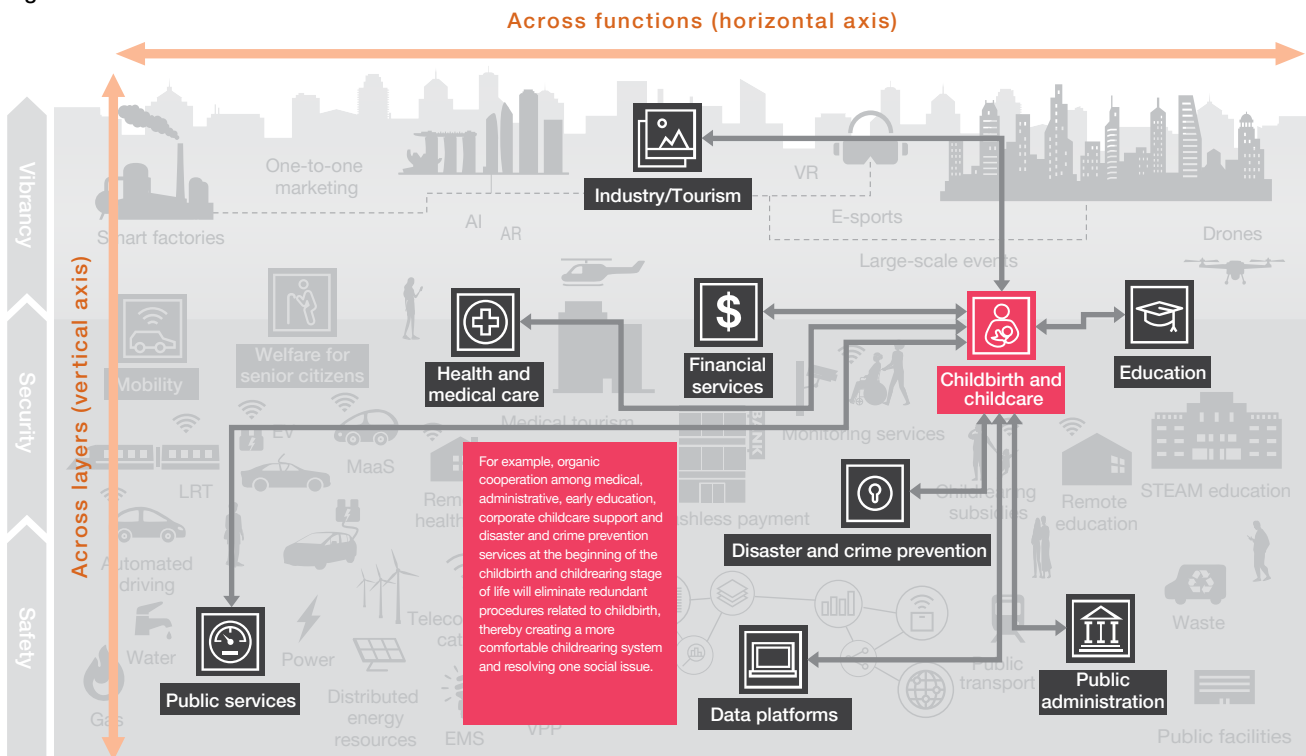 Across functions (horizontal axis)
Across layers (vertical axis)
Vibrancy
Security
Safety
One-to-one
marketing
Smart factories
AI
AR
Industry/Tourism
VR
E-sports
Large-scale events
Drones
Mobility
Welfare for
senior citizens
Health and
medical care
$
Financial
services
Childbirth and
childcare
Education
Medical tourism
BANK
Monitoring services
EV
MaaS
LRT
Childrearing
subsidies
Remote
education
STEAM education
Disaster and crime prevention
Automated
driving
For example, organic
cooperation among medical,
administrative, early education,
corporate childcare support and
disaster and crime prevention
services at the beginning of the
childbirth and childrearing stage
of life will eliminate redundant
procedures related to childbirth,
thereby creating a more
comfortable childrearing system
and resolving one social issue.
payment
Water
Power
Gas
Public services
Distributed
energy
resources
EMS
VPP
Data platforms
Public
transport
Public
administration
Waste
Public facilities